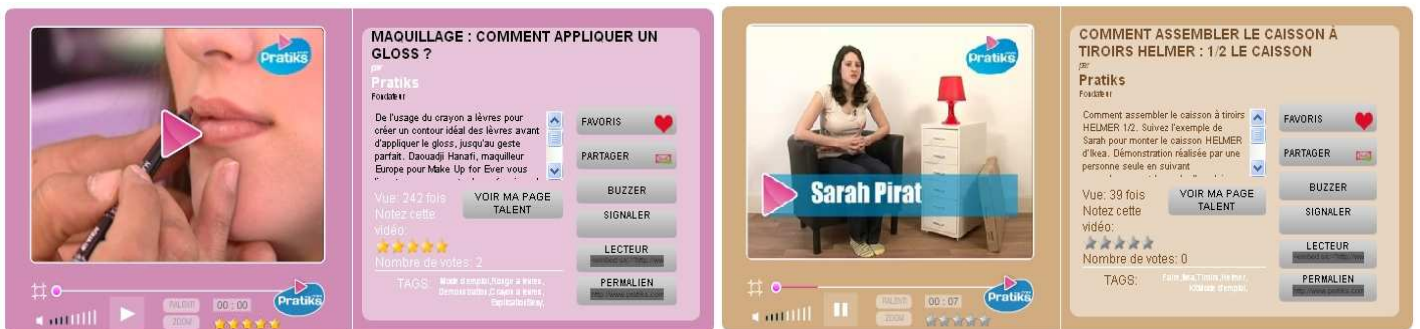 Pratiks
MAQUILLAGE : COMMENT APPLIQUER UN
GLOSS ?
par
Pratiks
Fondateur
De l'usage du crayon a lèvres pour
créer un contour idéal des lèvres avant
d'appliquer le gloss, jusqu'au geste
parfait. Daouadji Hanafi, maquilleur
Europe pour Make Up for Ever vous
Vue: 242 fois
Notez cette
vidéo:
Nombre de votes: 2
VOIR MA PAGE
TALENT
FAVORIS
PARTAGER
BUZZER
SIGNALER
LECTEUR
PERMALIEN
TAGS:
RALENTI
ZOOM
00 : 00
Pratiks
Pratiks
Sarah Pirat
COMMENT ASSEMBLER LE CAISSON À
TIROIRS HELMER : 1/2 LE CAISSON
par
Pratiks
Fondateur
Comment assembler le caisson à tiroirs
HELMER 1/2. Suivez l'exemple de
Sarah pour monter le caisson HELMER
d'Ikea. Démonstration réalisée par une
personne seule en suivant
Vue: 39 fois
Notez cette
vidéo:
Nombre de votes: 0
VOIR MA PAGE
TALENT
FAVORIS
PARTAGER
BUZZER
SIGNALER
LECTEUR
PERMALIEN
TAGS:
RALENTI
ZOOM
00 : 07
Pratiks